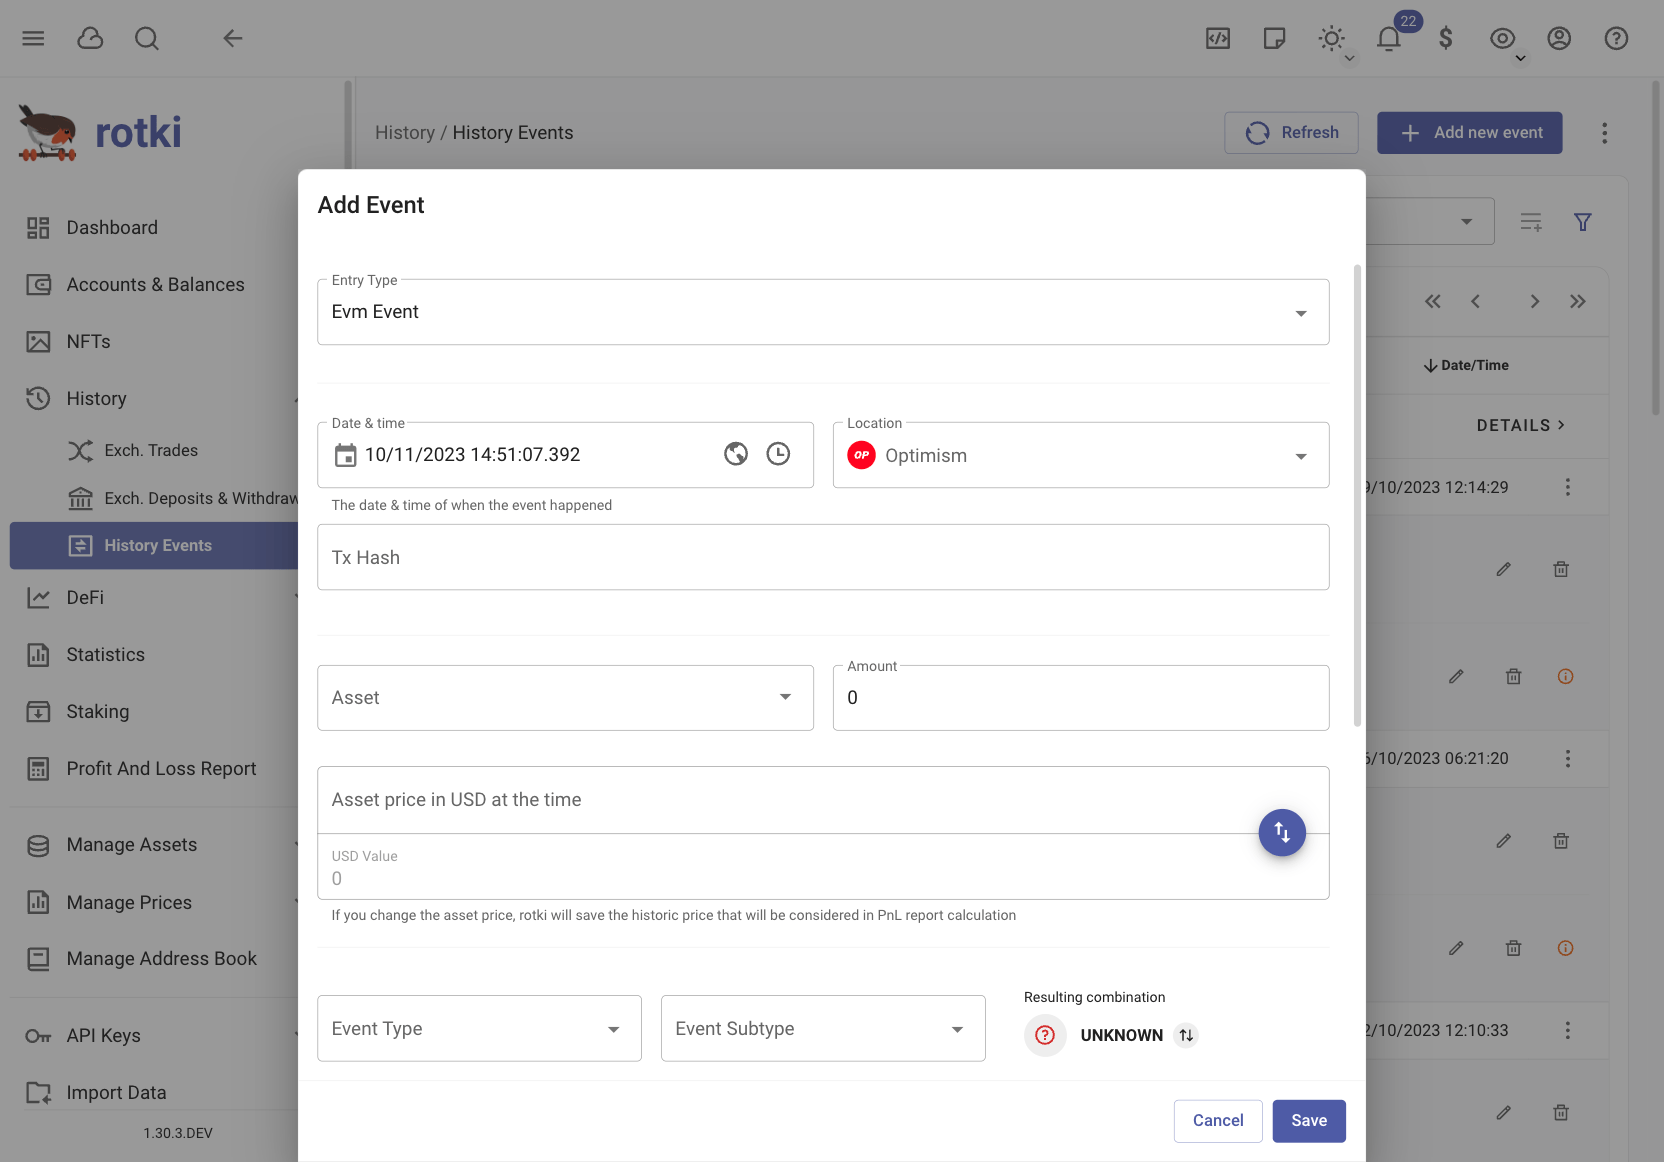 22
rotki
History / History Events
Refresh
Add new event
Dashboard
Accounts & Balances
NFTs
History
Exch. Trades
Exch. Deposits & Withdraw
History Events
DeFi
Statistics
Staking
Profit And Loss Report
Manage Assets
Manage Prices
Manage Address Book
API Keys
Import Data
1.30.3.DEV
Add Event
Entry Type
Evm Event
Date & time
10/11/2023 14:51:07.392
The date & time of when the event happened
Location
OP Optimism
Tx Hash
Asset
Amount
0
Asset price in USD at the time
USD Value
0
If you change the asset price, rotki will save the historic price that will be considered in PnL report calculation
Event Type
Event Subtype
Resulting combination
UNKNOWN
Cancel
Save
Date/Time
DETAILS
9/10/2023 12:14:29
/10/2023 06:21:20
2/10/2023 12:10:33